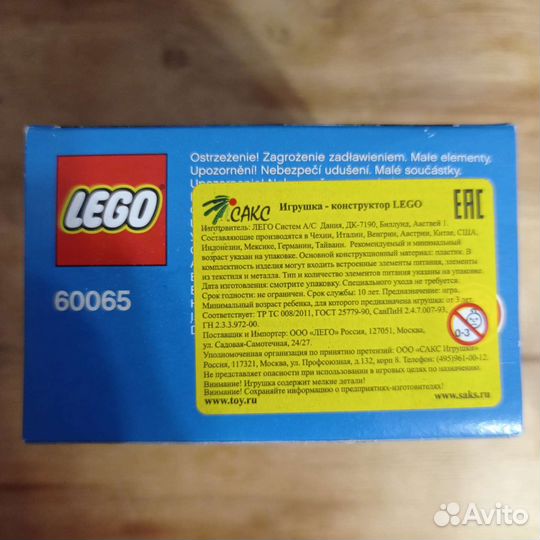 Ostrzeżenie! Zagrożenie zadławieniem. Małe elementy.
Upozornění! Nebezpečí udušení. Malé součástky.
LEGO
60065
САКС
Игрушка - конструктор LEGO
EAC
Изготовитель: ЛЕГО Систем А/С Дания, ДК-7190, Биллунд, Ааствей 1.
Составляющие производятся в Чехии, Италии, Венгрии, Австрии, Китае, США,
Индонезии, Мексике, Германии, Тайвани. Рекомендуемый и минимальный
возраст указан на упаковке. Основной конструкционный материал: пластик. В
комплектность изделия могут входить встроенные элементы питания, элементы
из текстиля и металла. Тип и количество элементов питания указаны на упаковке.
Дата изготовления: смотрите упаковку. Специального ухода не требуется.
Срок годности: не ограничен. Срок службы: 10 лет. Назначение: игра.
Минимальный возраст ребенка, для которого предназначена игрушка: от 3 лет.
Соответствует: ТР ТС 008/2011, ГОСТ 25779-90, СанПиН 2.4.7.007-93,
ГН 2.3.3.972-00.
0-3
Поставщик и Импортер: ООО «ЛЕГО» Россия, 127051, Москва,
ул. Садовая-Самотечная, 24/27.
Уполномоченная организация по принятию претензий: ООО «САКС Игрушки»
Россия, 117321, Москва, ул. Профсоюзная, д.132, корп 8. Телефон: (495)961-00-12.
Не представляет опасности при использовании в игровых целях по назначению.
Внимание! Игрушка содержит мелкие детали!
Внимание! Сохраняйте информацию о предприятиях-изготовителях!
www.toy.ru
www.saks.ru
Avito